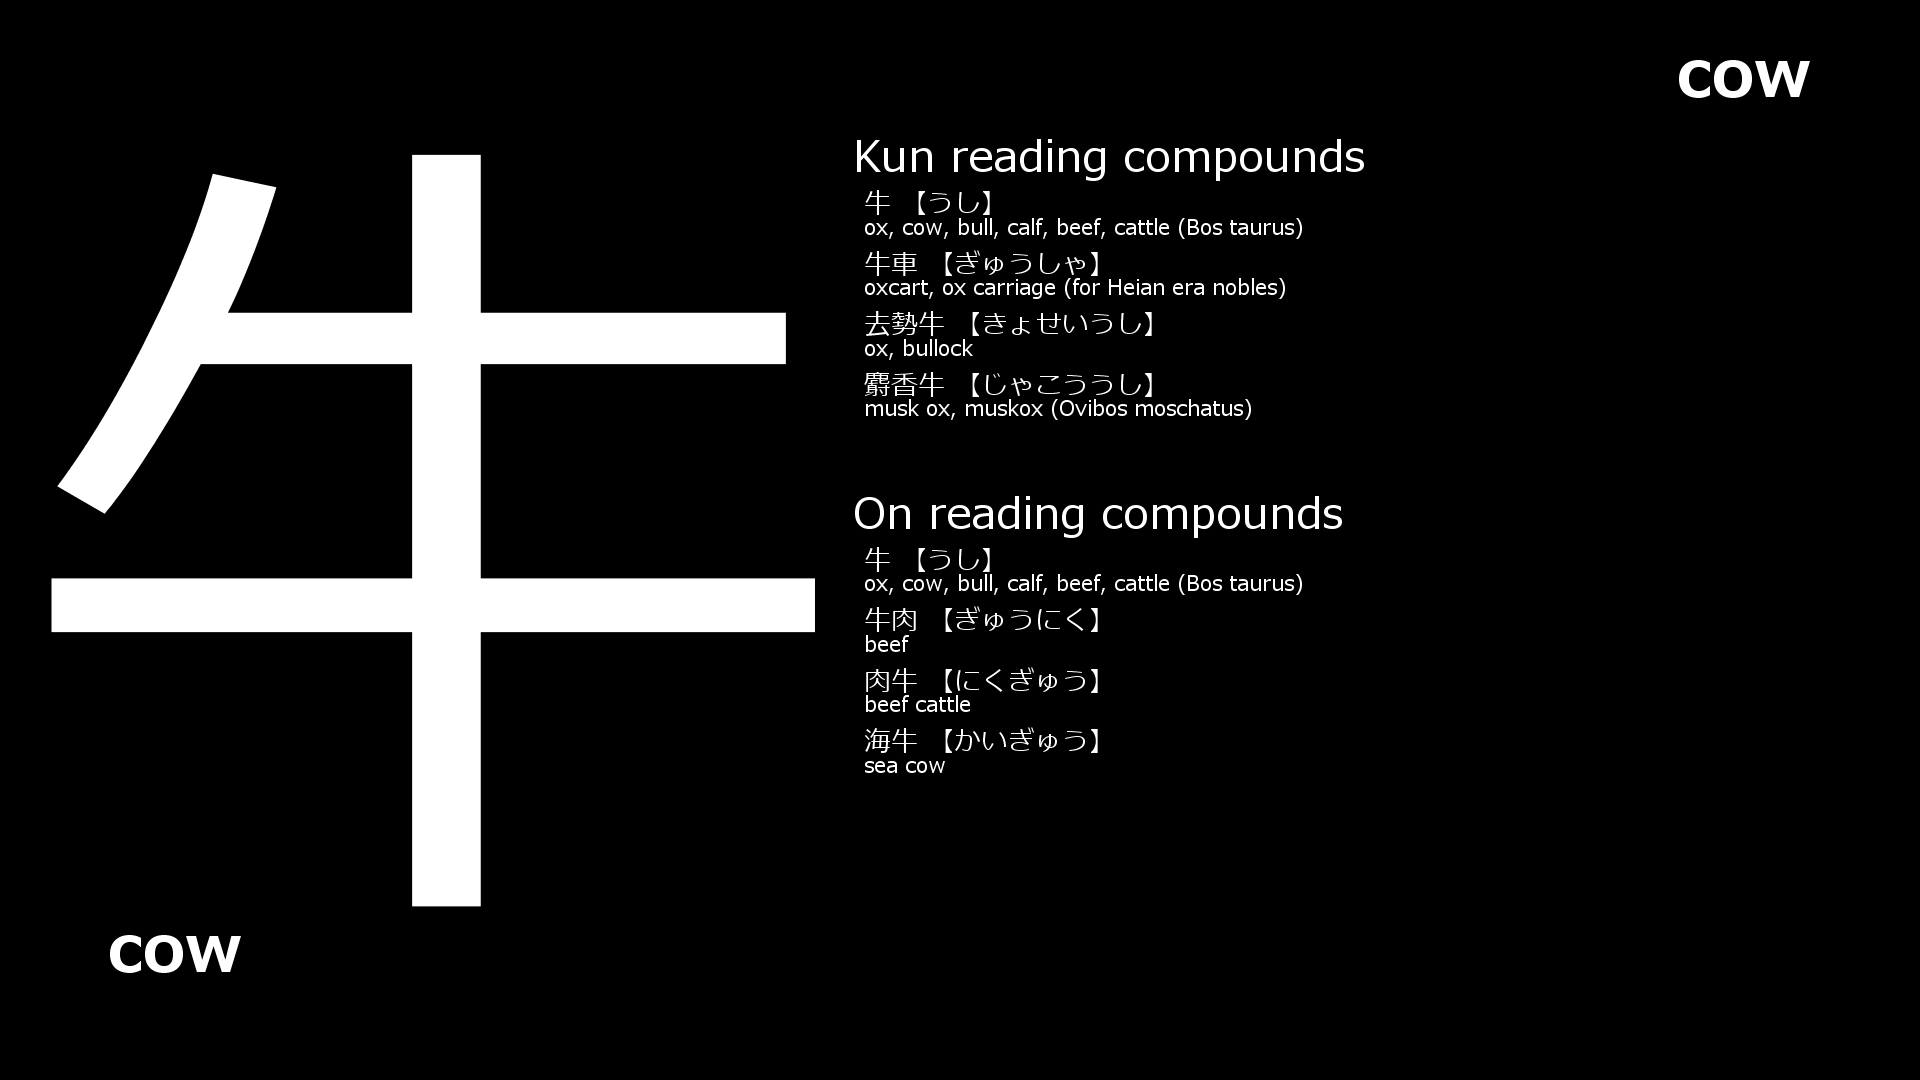 cow
牛
Kun reading compounds
牛 【うし】
ox, cow, bull, calf, beef, cattle (Bos taurus)
牛車 【ぎゅうしゃ】
oxcart, ox carriage (for Heian era nobles)
去勢牛 【きょせいうし】
ox, bullock
麝香牛 【じゃこううし】
musk ox, muskox (Ovibos moschatus)
On reading compounds
牛 【うし】
ox, cow, bull, calf, beef, cattle (Bos taurus)
牛肉 【ぎゅうにく】
beef
肉牛 【にくぎゅう】
beef cattle
海牛 【かいぎゅう】
sea cow
cow